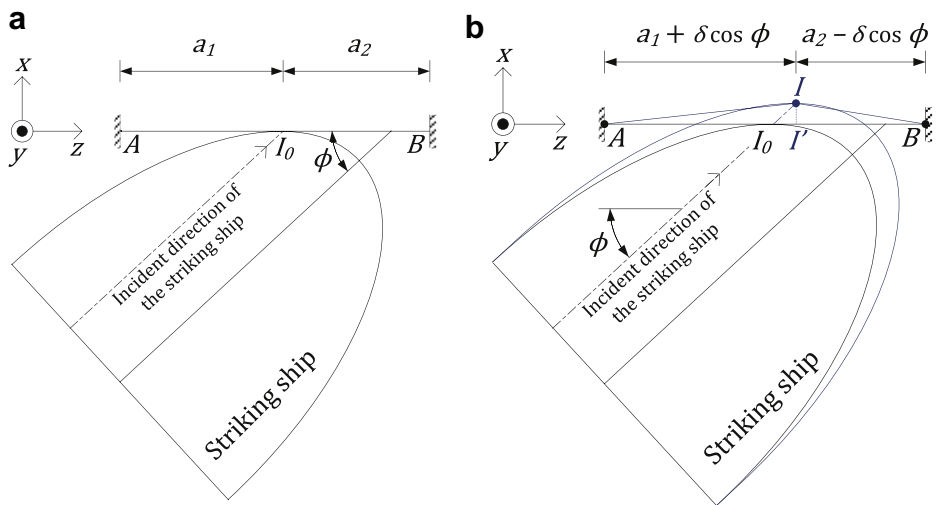 a
a₁
a₂
x
y
z
A
I₀
B
ϕ
Incident direction of
the striking ship
Striking ship
b
a₁ + δ cos ϕ
a₂ − δ cos ϕ
x
y
z
I
A
I₀
I′
B
ϕ
Incident direction of
the striking ship
Striking ship